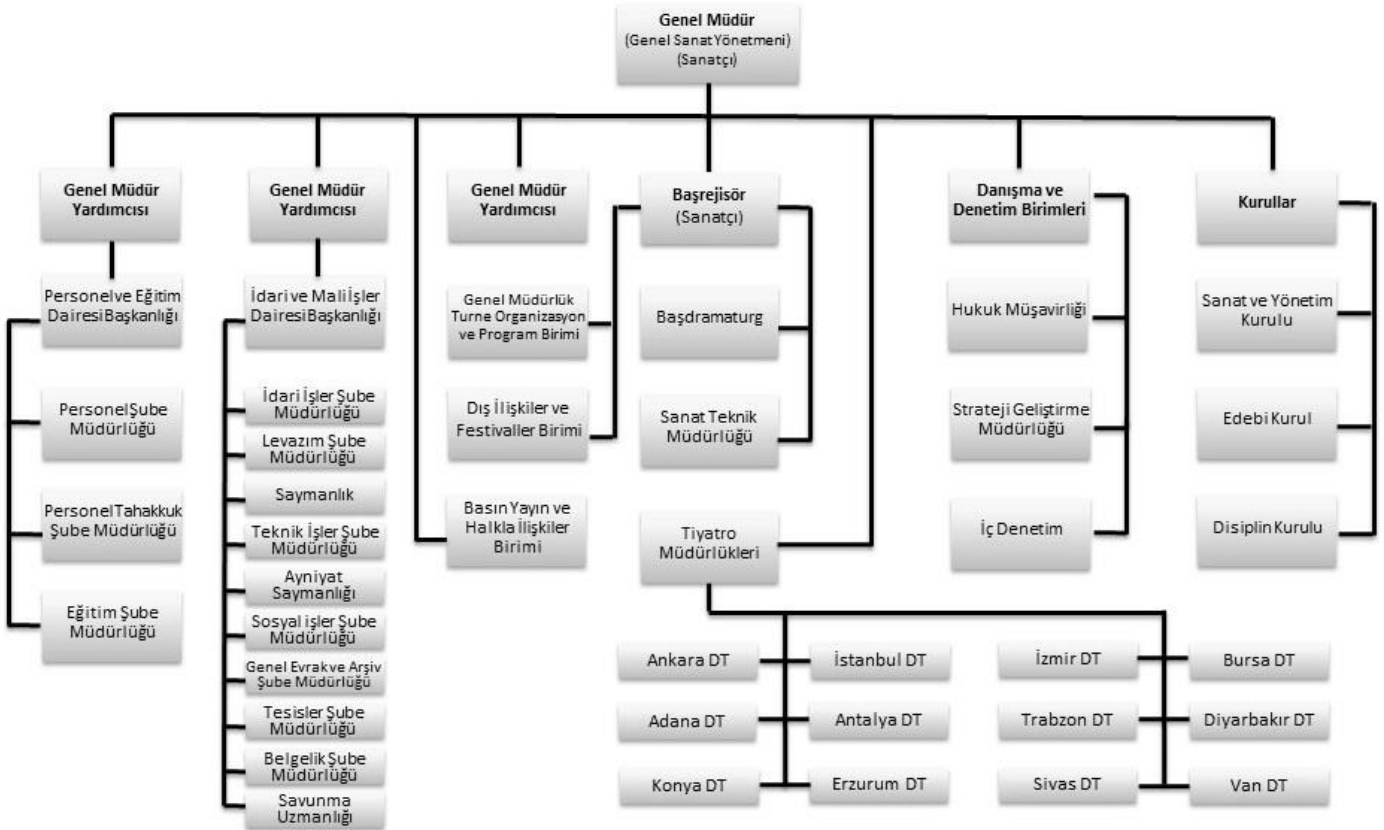 Genel Müdür
(Genel Sanat Yönetmeni)
(Sanatçı)
Genel Müdür
Yardımcısı
Genel Müdür
Yardımcısı
Genel Müdür
Yardımcısı
Başrejisör
(Sanatçı)
Danışma ve
Denetim Birimleri
Kurullar
Personel ve Eğitim
Dairesi Başkanlığı
Personel Şube
Müdürlüğü
Personel Tahakkuk
Şube Müdürlüğü
Eğitim Şube
Müdürlüğü
İdari ve Mali İşler
Dairesi Başkanlığı
İdari İşler Şube
Müdürlüğü
Levazım Şube
Müdürlüğü
Saymanlık
Teknik İşler Şube
Müdürlüğü
Ayniyat
Saymanlığı
Sosyal işler Şube
Müdürlüğü
Genel Evrak ve Arşiv
Şube Müdürlüğü
Tesisler Şube
Müdürlüğü
Belgelik Şube
Müdürlüğü
Savunma
Uzmanlığı
Genel Müdürlük
Turne Organizasyon
ve Program Birimi
Dış İlişkiler ve
Festivaller Birimi
Basın Yayın ve
Halkla İlişkiler
Birimi
Başdramaturg
Sanat Teknik
Müdürlüğü
Tiyatro
Müdürlükleri
Hukuk Müşavirliği
Strateji Geliştirme
Müdürlüğü
İç Denetim
Sanat ve Yönetim
Kurulu
Edebi Kurul
Disiplin Kurulu
Ankara DT
İstanbul DT
İzmir DT
Bursa DT
Adana DT
Antalya DT
Trabzon DT
Diyarbakır DT
Konya DT
Erzurum DT
Sivas DT
Van DT